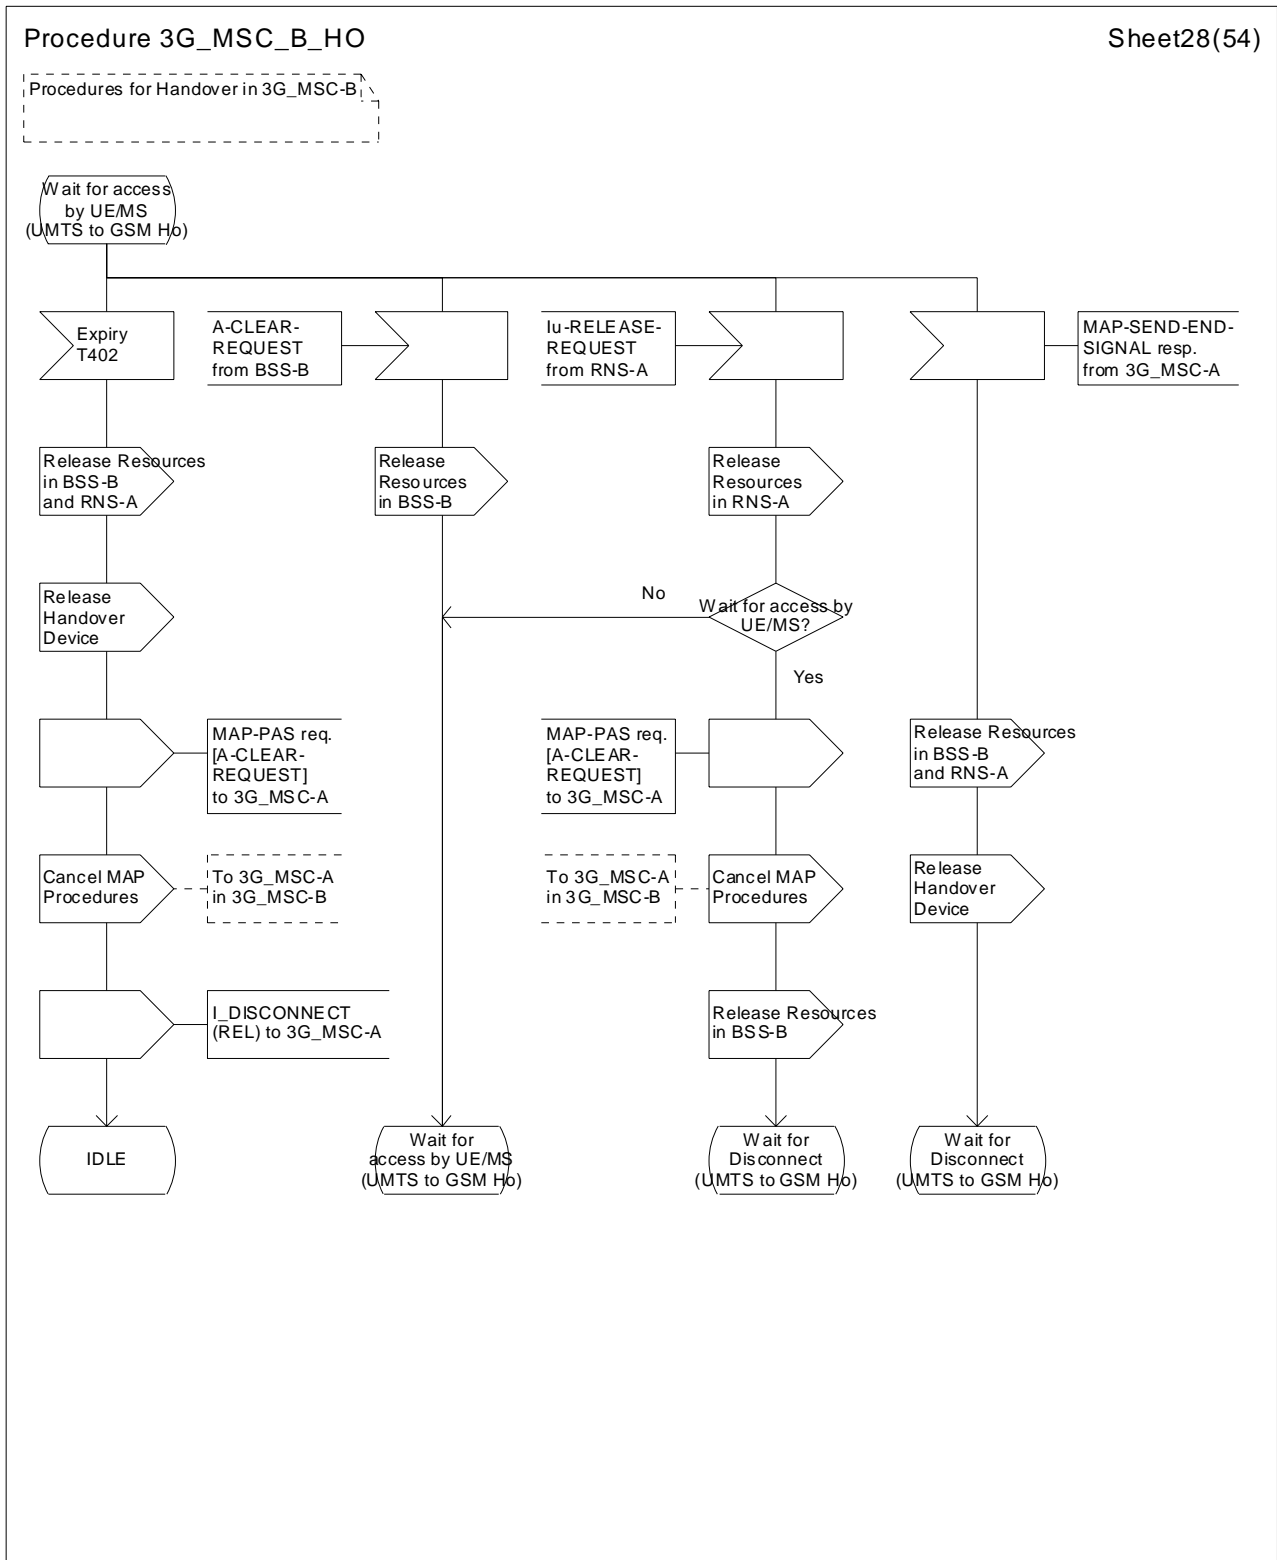 Procedure 3G_MSC_B_HO
Sheet28(54)
Procedures for Handover in 3G_MSC-B
Wait for access
by UE/MS
(UMTS to GSM Ho)
Expiry
T402
A-CLEAR-
REQUEST
from BSS-B
Iu-RELEASE-
REQUEST
from RNS-A
MAP-SEND-END-
SIGNAL resp.
from 3G_MSC-A
Release Resources
in BSS-B
and RNS-A
Release
Resources
in BSS-B
Release
Resources
in RNS-A
Release
Handover
Device
No
Wait for access by
UE/MS?
Yes
MAP-PAS req.
[A-CLEAR-
REQUEST]
to 3G_MSC-A
MAP-PAS req.
[A-CLEAR-
REQUEST]
to 3G_MSC-A
Release Resources
in BSS-B
and RNS-A
Cancel MAP
Procedures
To 3G_MSC-A
in 3G_MSC-B
To 3G_MSC-A
in 3G_MSC-B
Cancel MAP
Procedures
Release
Handover
Device
I_DISCONNECT
(REL) to 3G_MSC-A
Release Resources
in BSS-B
IDLE
Wait for
access by UE/MS
(UMTS to GSM Ho)
Wait for
Disconnect
(UMTS to GSM Ho)
Wait for
Disconnect
(UMTS to GSM Ho)